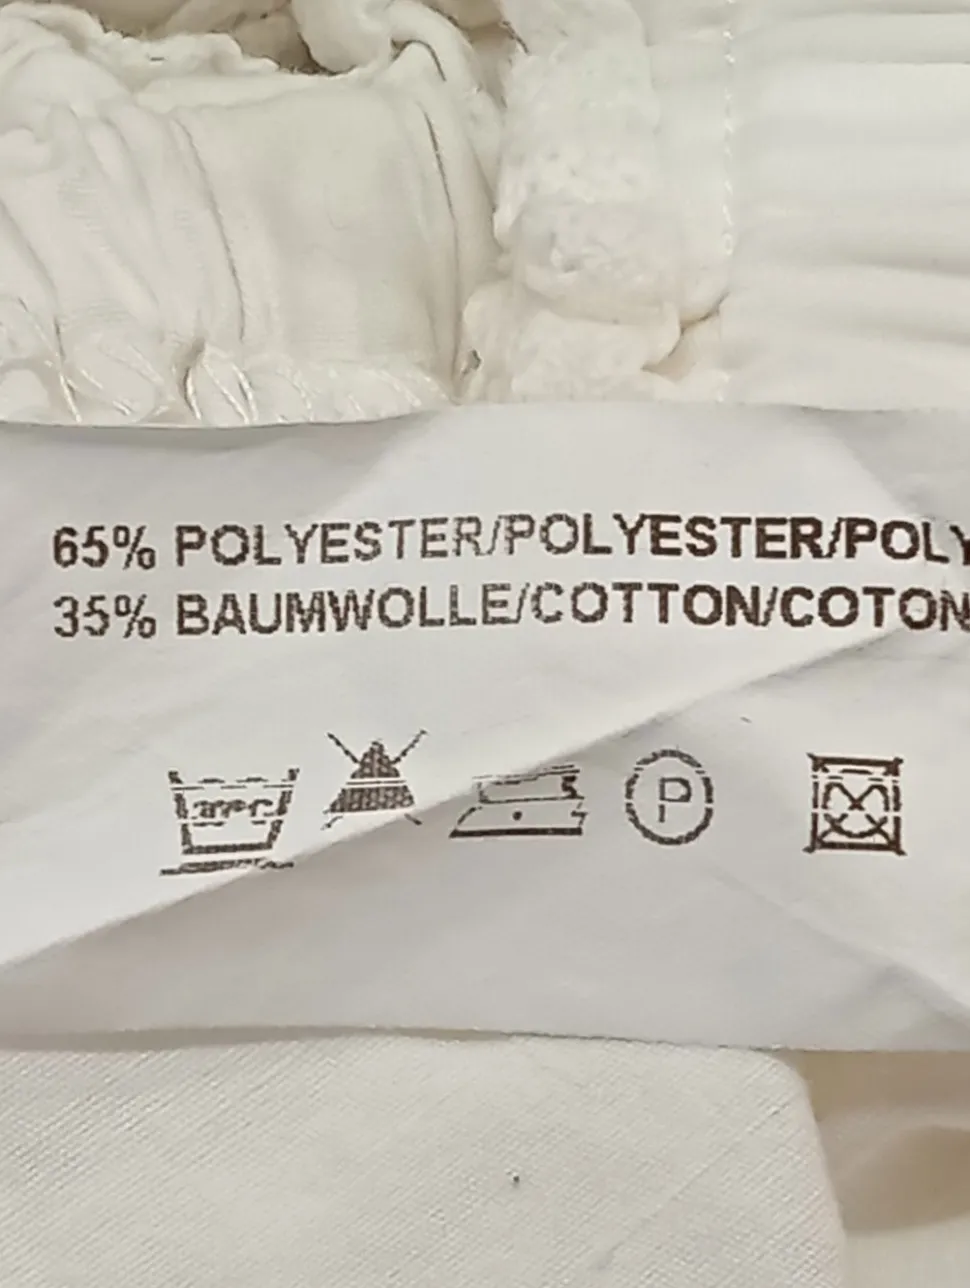 65% POLYESTER/POLYESTER/POLY
35% BAUMWOLLE/COTTON/COTON
P